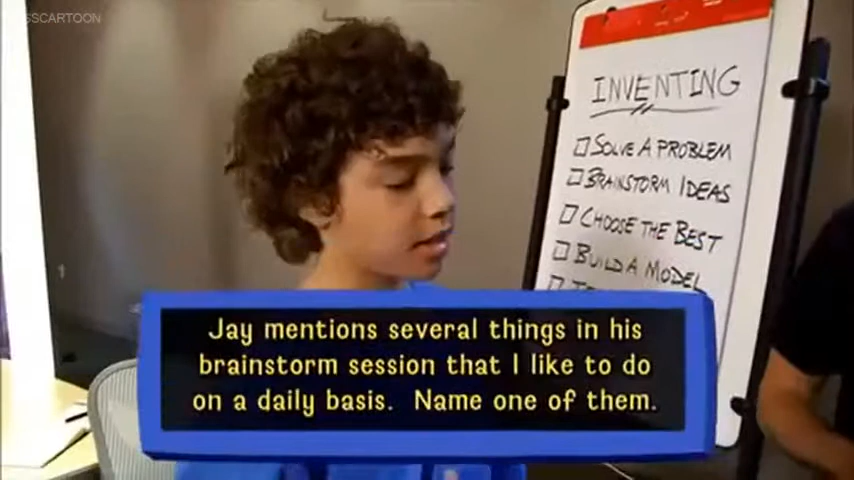 SSCARTOON
INVENTING
SOLVE A PROBLEM
BRAINSTORM IDEAS
CHOOSE THE BEST
BUILD A MODEL
Jay mentions several things in his
brainstorm session that I like to do
on a daily basis. Name one of them.